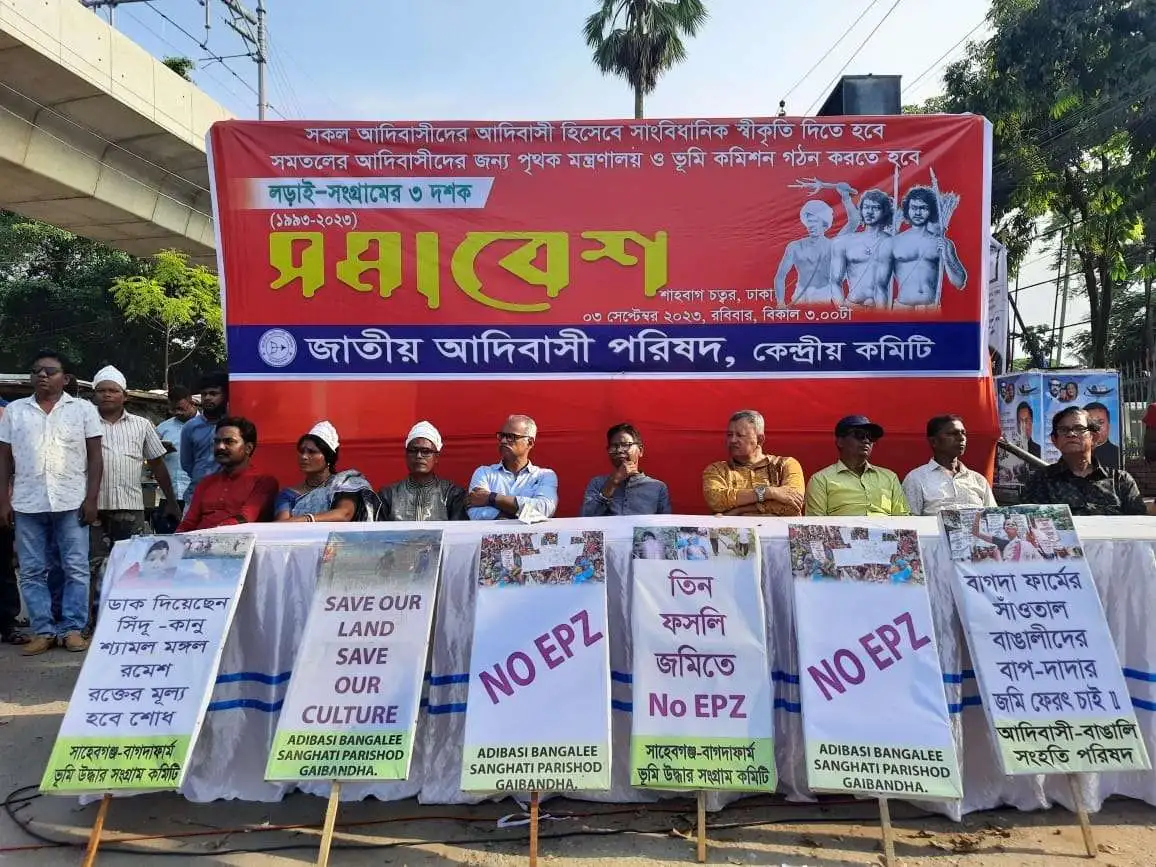 সকল আদিবাসীদের আদিবাসী হিসেবে সাংবিধানিক স্বীকৃতি দিতে হবে
সমতলের আদিবাসীদের জন্য পৃথক মন্ত্রণালয় ও ভূমি কমিশন গঠন করতে হবে
লড়াই-সংগ্রামের ৩ দশক
(১৯৯৩-২০২৩)
সমাবেশ
শাহবাগ চত্বর, ঢাকা
০৩ সেপ্টেম্বর ২০২৩, রবিবার, বিকাল ৩.০০টা
জাতীয় আদিবাসী পরিষদ, কেন্দ্রীয় কমিটি
ডাক দিয়েছেন
সিঁদূ -কানু
শ্যামল মঙ্গল
রমেশ
রক্তের মূল্য
হবে শোধ
সাহেবগঞ্জ-বাগদাফার্ম
ভূমি উদ্ধার সংগ্রাম কমিটি
SAVE OUR
LAND
SAVE
OUR
CULTURE
ADIBASI BANGALEE
SANGHATI PARISHOD
GAIBANDHA.
NO EPZ
ADIBASI BANGALEE
SANGHATI PARISHOD
GAIBANDHA.
তিন
ফসলি
জমিতে
No EPZ
সাহেবগঞ্জ-বাগদাফার্ম
ভূমি উদ্ধার সংগ্রাম কমিটি
NO EPZ
ADIBASI BANGALEE
SANGHATI PARISHOD
GAIBANDHA.
বাগদা ফার্মের
সাঁওতাল
বাঙালীদের
বাপ-দাদার
জমি ফেরৎ চাই ॥
আদিবাসী-বাঙালি
সংহতি পরিষদ